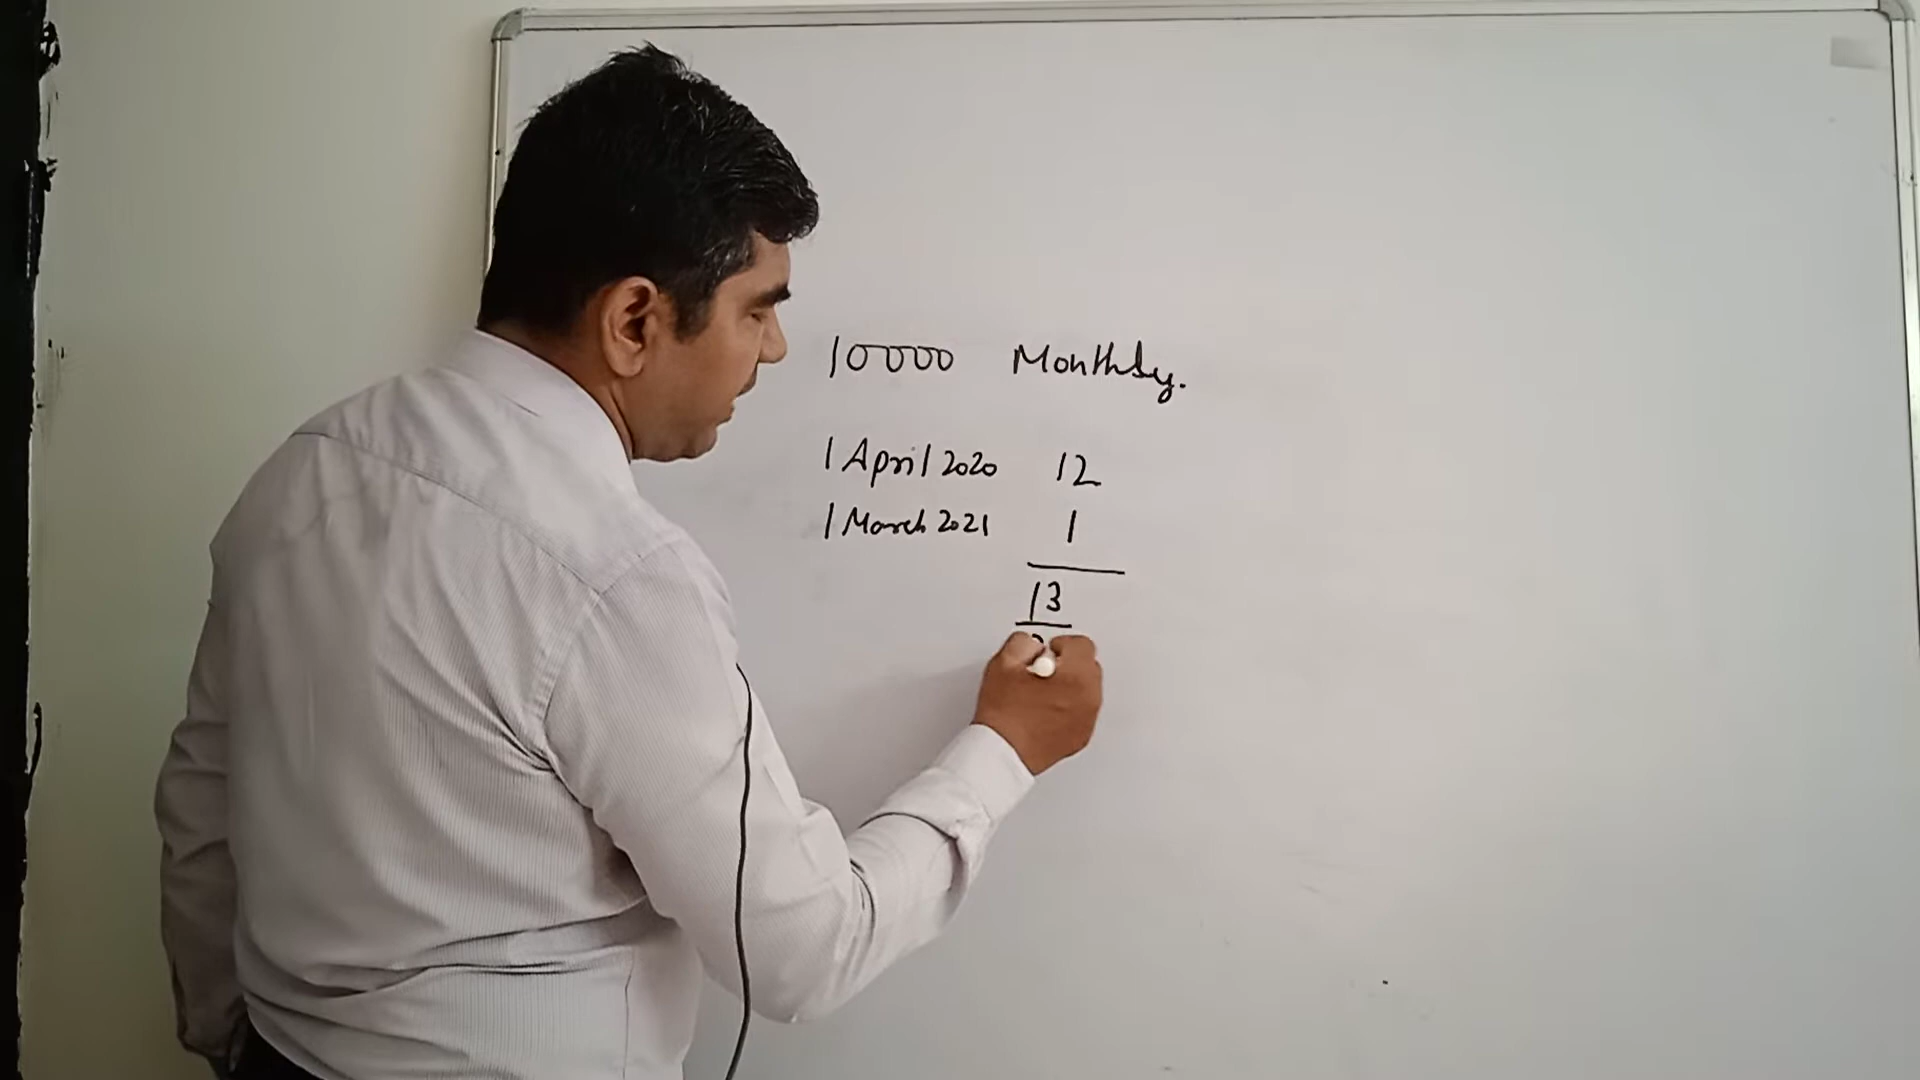 10000 Monthly.
1 April 2020 12
1 March 2021 1
13